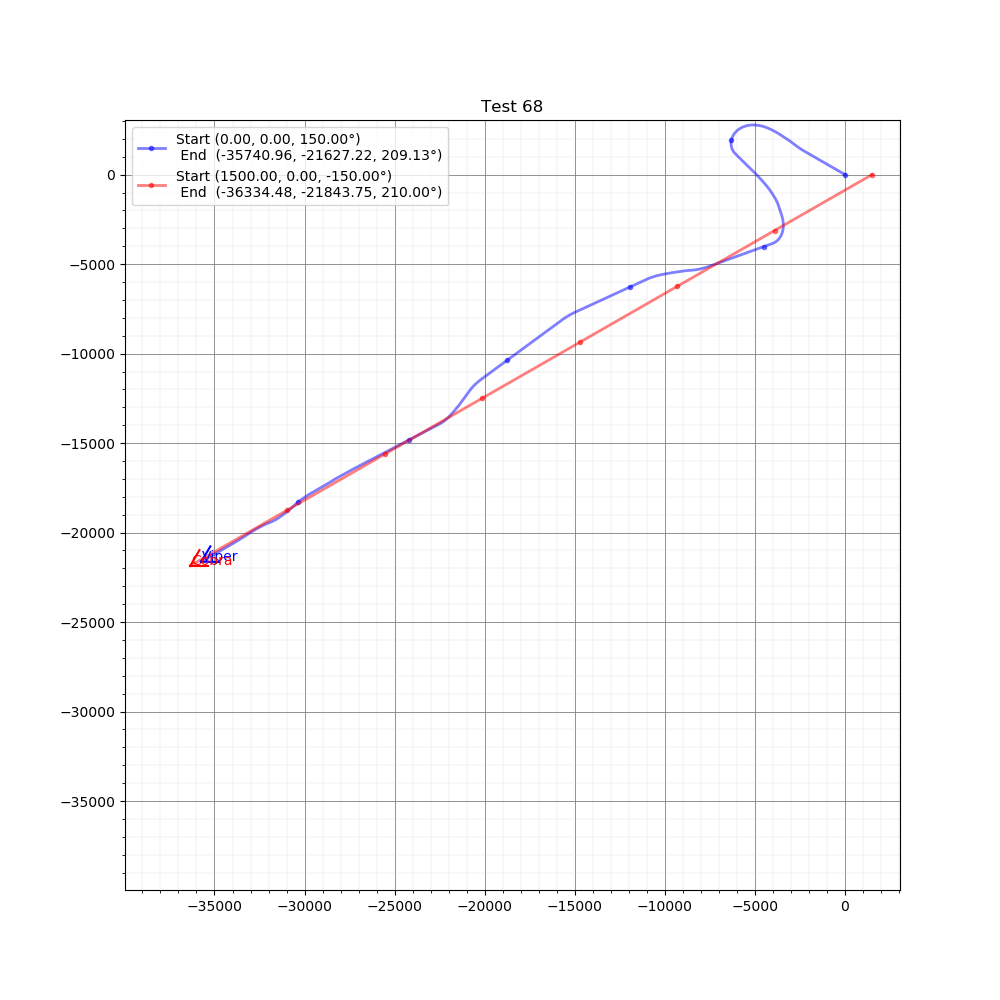 Test 68
Start (0.00, 0.00, 150.00°)
End  (-35740.96, -21627.22, 209.13°)
Start (1500.00, 0.00, -150.00°)
End  (-36334.48, -21843.75, 210.00°)
0
−5000
−10000
−15000
−20000
Viper
−25000
−30000
−35000
−35000 −30000 −25000 −20000 −15000 −10000 −5000 0